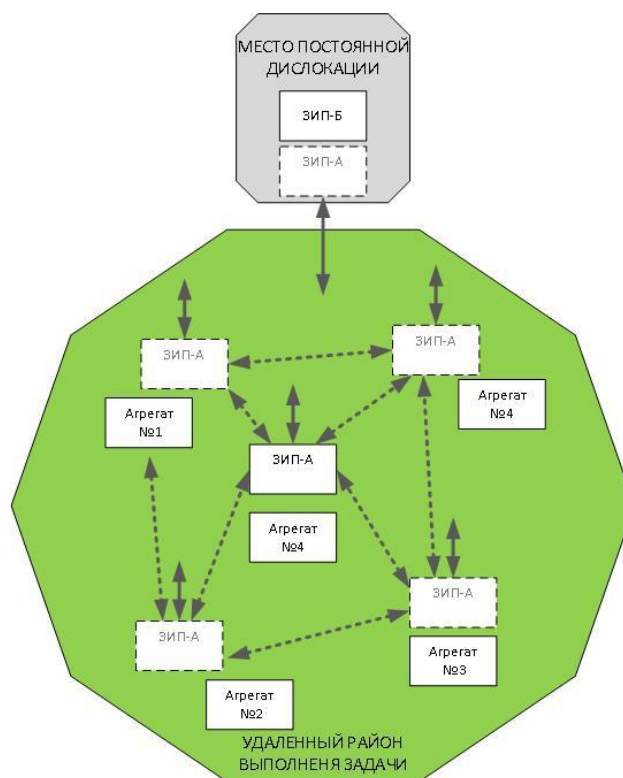 МЕСТО ПОСТОЯННОЙ
ДИСЛОКАЦИИ
ЗИП-Б
ЗИП-А
ЗИП-А
ЗИП-А
Агрегат
№1
Агрегат
№4
ЗИП-А
Агрегат
№4
ЗИП-А
ЗИП-А
Агрегат
№3
Агрегат
№2
УДАЛЕННЫЙ РАЙОН
ВЫПОЛНЕНЯ ЗАДАЧИ